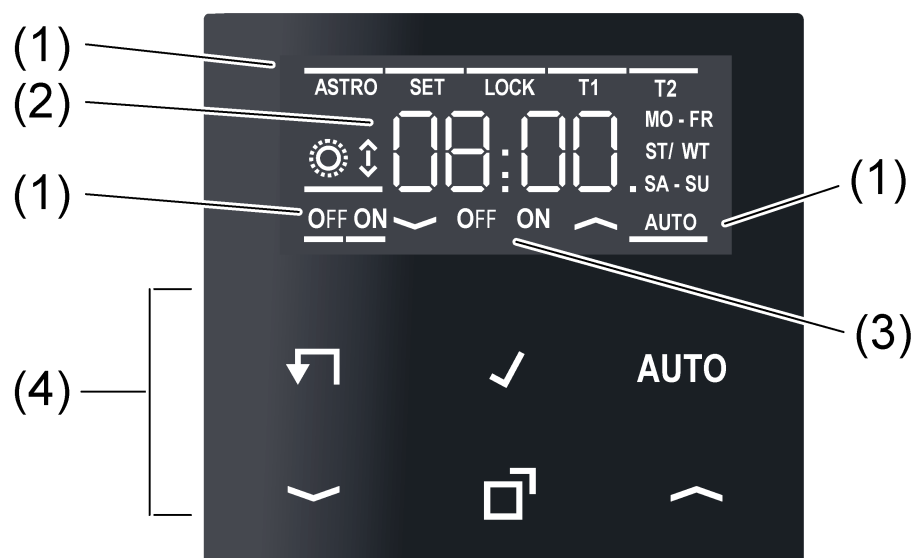 (1)
ASTRO SET LOCK T1 T2
(2)
08:00.
MO - FR
ST/ WT
SA - SU
(1)
(1)
OFF ON OFF ON AUTO
(3)
(4)
AUTO